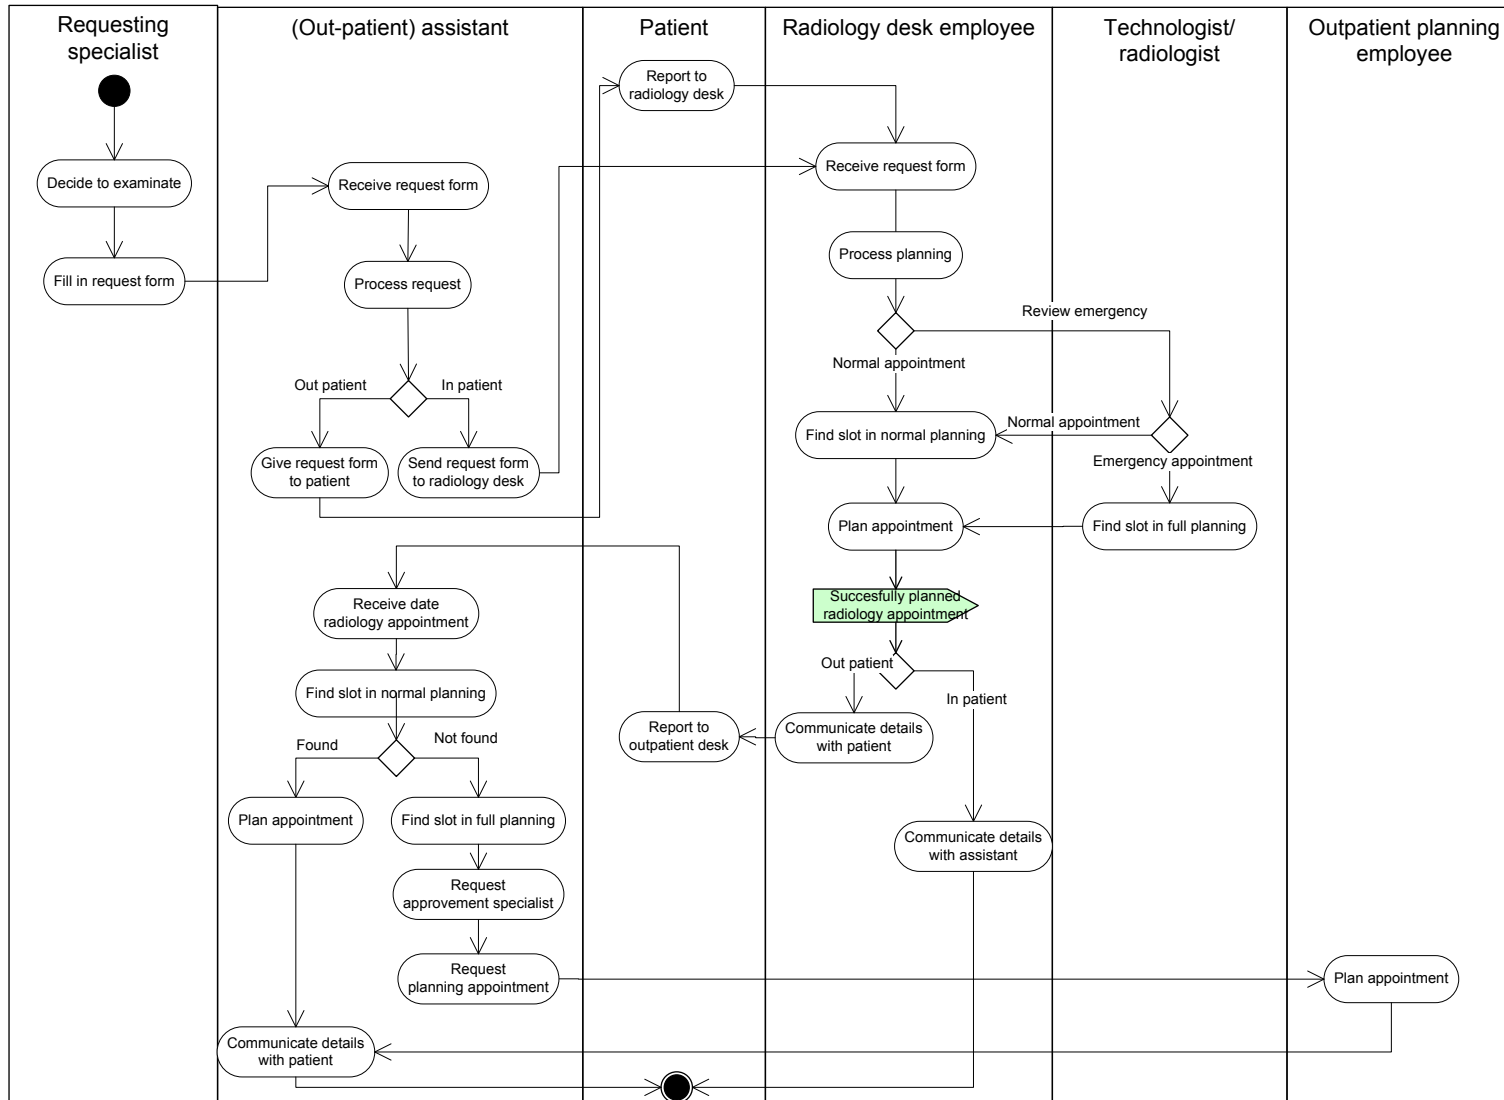 Requesting
specialist
(Out-patient) assistant
Patient
Radiology desk employee
Technologist/
radiologist
Outpatient planning
employee
Report to
radiology desk
Decide to examinate
Receive request form
Receive request form
Fill in request form
Process request
Process planning
Review emergency
Normal appointment
Out patient
In patient
Find slot in normal planning
Normal appointment
Emergency appointment
Give request form
to patient
Send request form
to radiology desk
Plan appointment
Find slot in full planning
Receive date
radiology appointment
Succesfully planned
radiology appointment
Out patient
In patient
Find slot in normal planning
Report to
outpatient desk
Communicate details
with patient
Found
Not found
Plan appointment
Find slot in full planning
Communicate details
with assistant
Request
approvement specialist
Request
planning appointment
Plan appointment
Communicate details
with patient